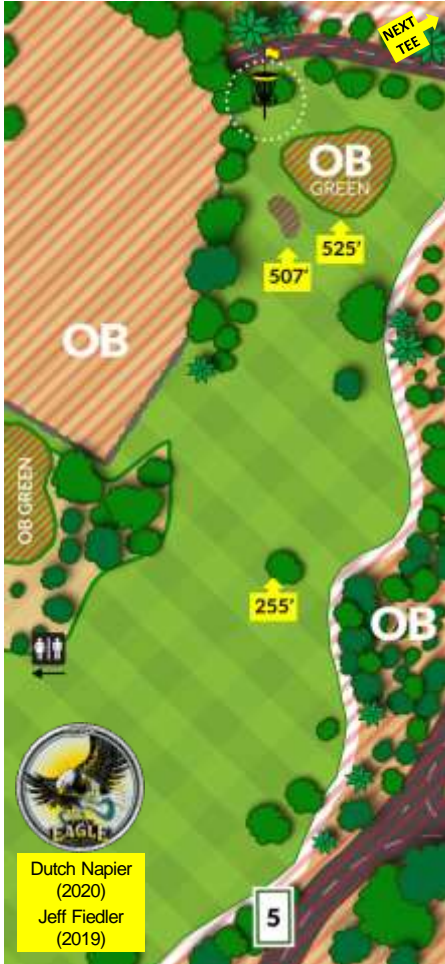 NEXT
TEE
OB
GREEN
525'
507'
OB
OB GREEN
255'
OB
EAGLE
Dutch Napier
(2020)
Jeff Fiedler
(2019)
5